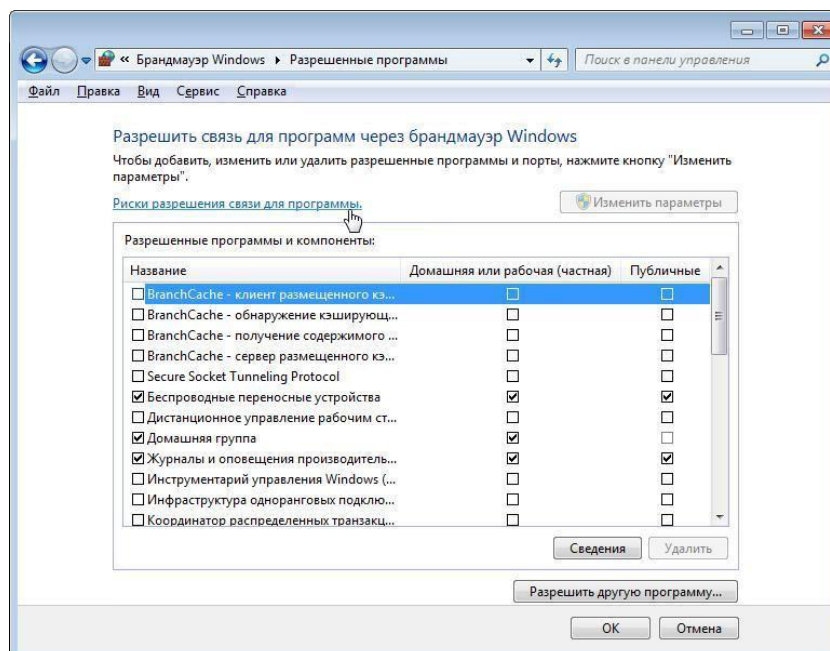 « Брандмауэр Windows ▸ Разрешенные программы Поиск в панели управления
Файл Правка Вид Сервис Справка
Разрешить связь для программ через брандмауэр Windows
Чтобы добавить, изменить или удалить разрешенные программы и порты, нажмите кнопку "Изменить
параметры".
Риски разрешения связи для программы. Изменить параметры
Разрешенные программы и компоненты:
Название Домашняя или рабочая (частная) Публичные
BranchCache - клиент размещенного кэ...
BranchCache - обнаружение кэширующ...
BranchCache - получение содержимого ...
BranchCache - сервер размещенного кэ...
Secure Socket Tunneling Protocol
Беспроводные переносные устройства
Дистанционное управление рабочим ст...
Домашняя группа
Журналы и оповещения производитель...
Инструментарий управления Windows (...
Инфраструктура одноранговых подклю...
Координатор распределенных транзакц...
Сведения Удалить
Разрешить другую программу...
ОК Отмена